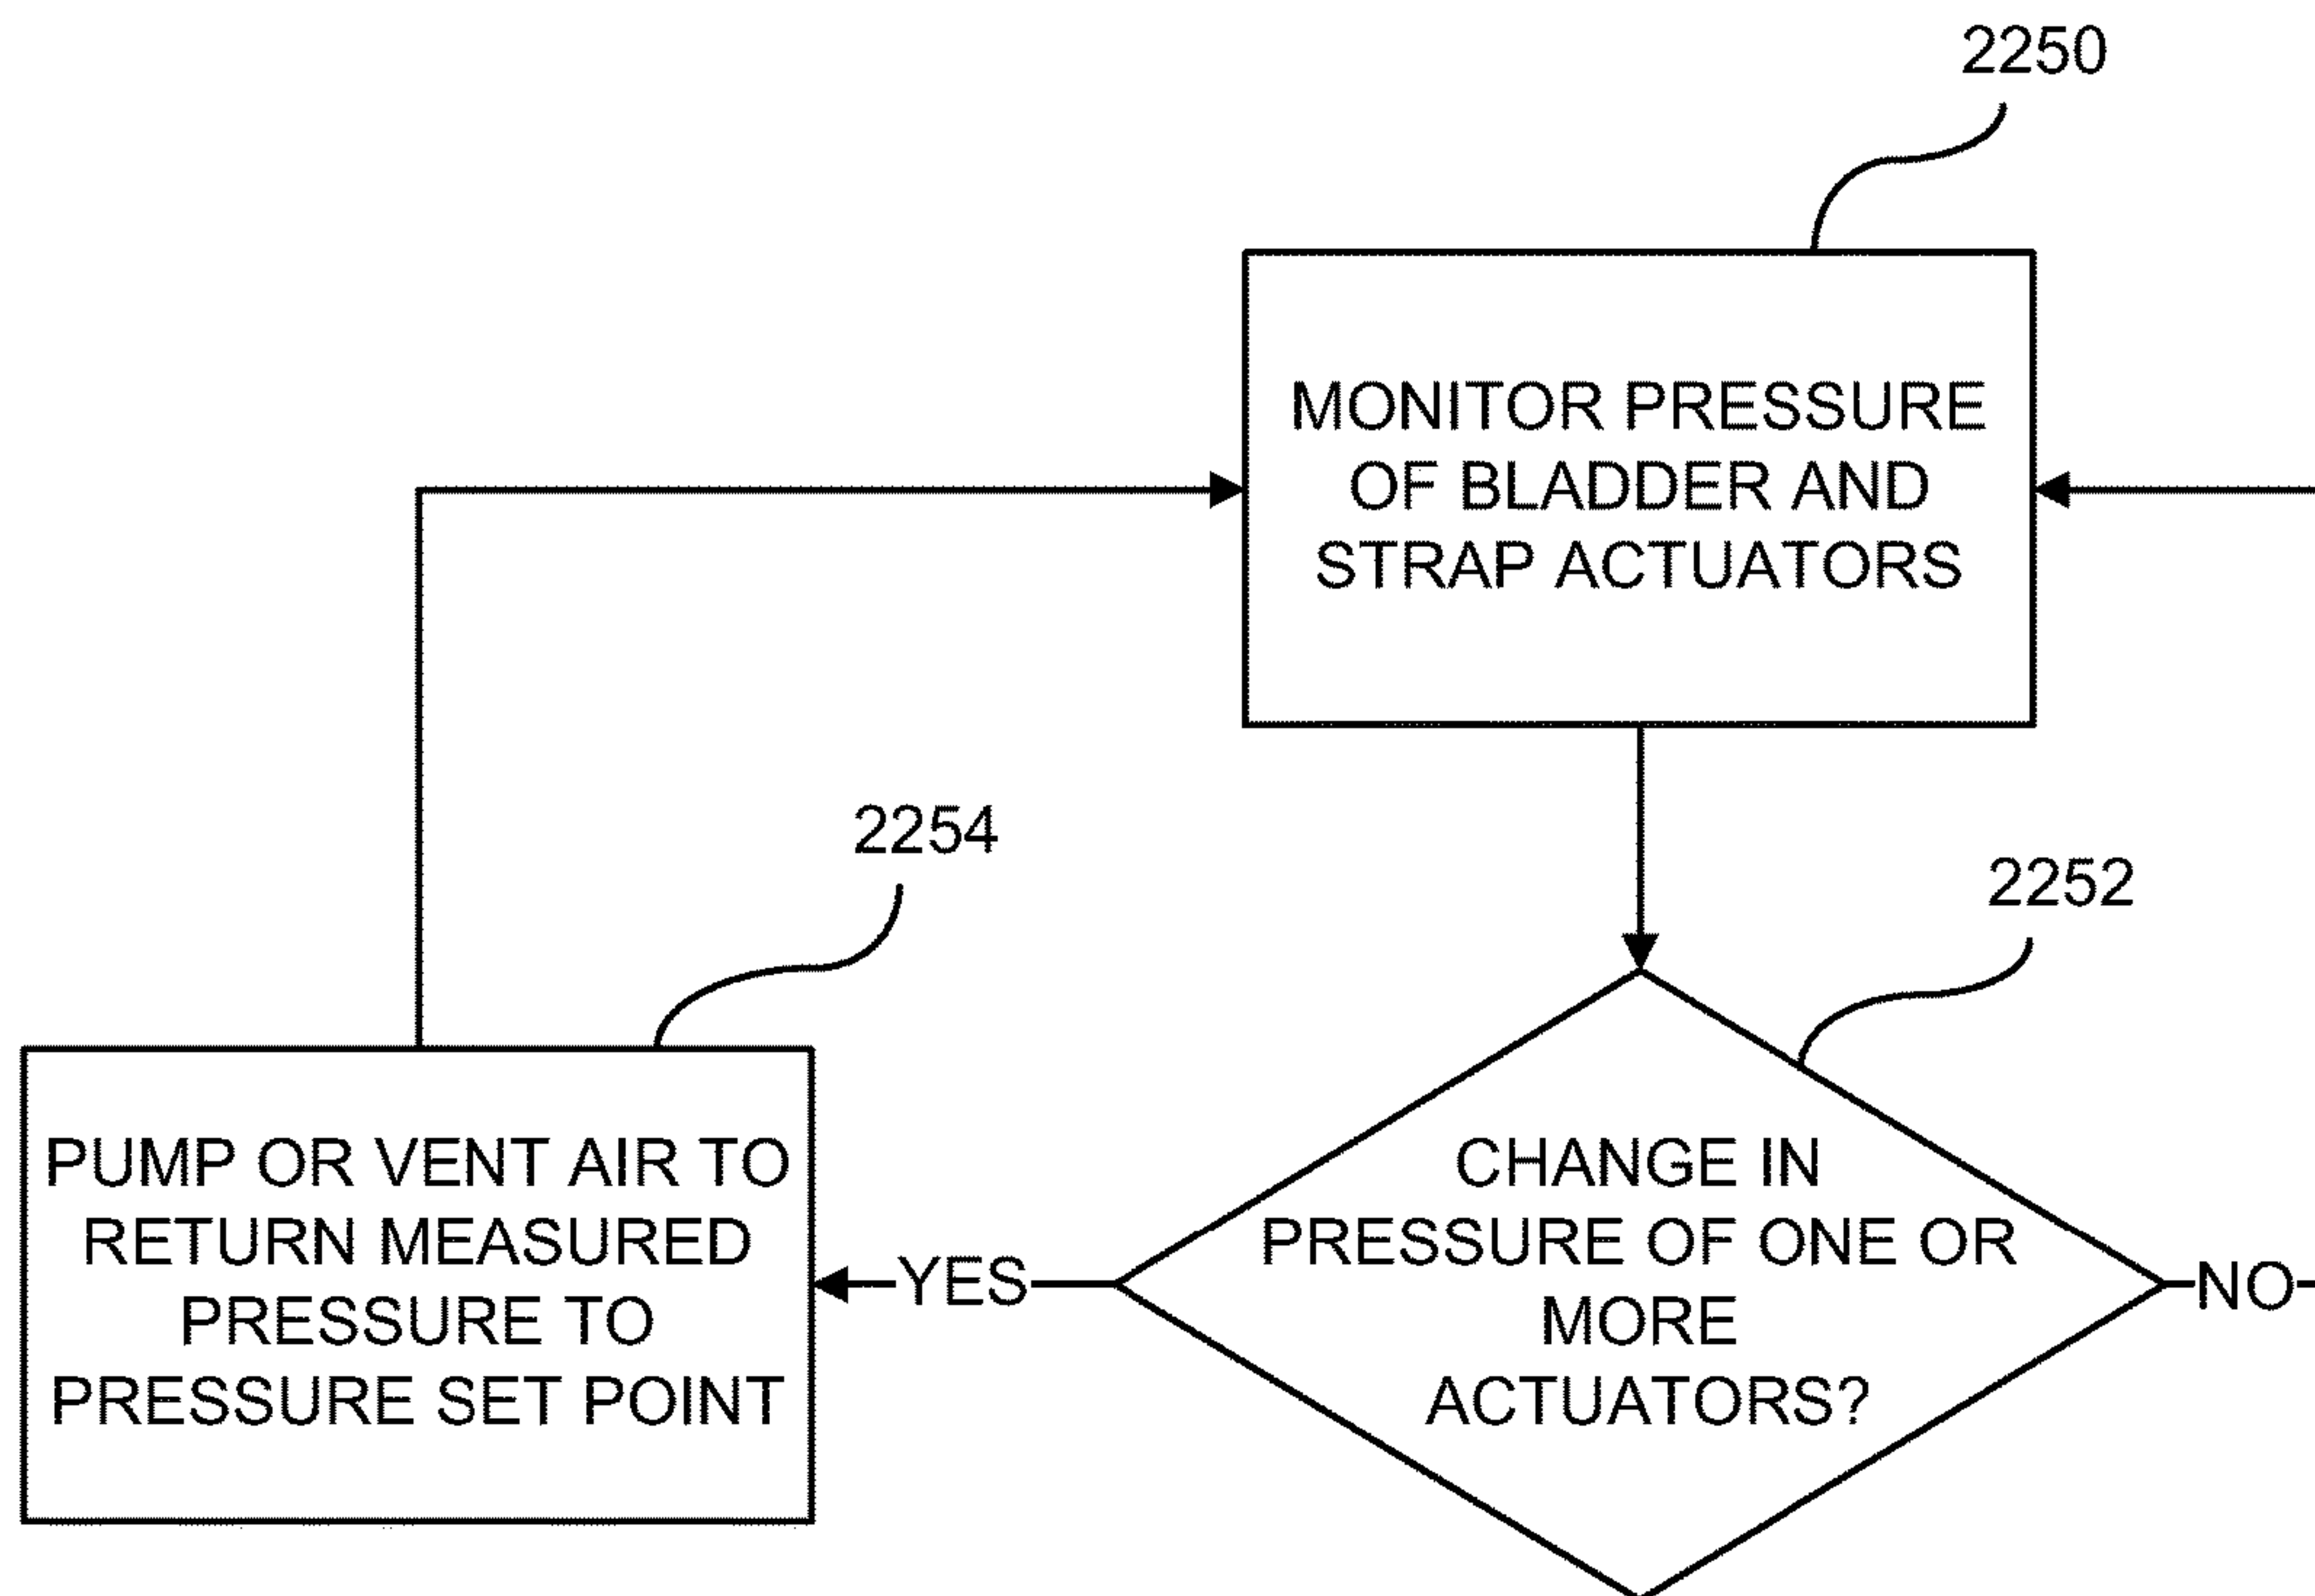 2250
MONITOR PRESSURE
OF BLADDER AND
STRAP ACTUATORS
2254
2252
PUMP OR VENT AIR TO
RETURN MEASURED
PRESSURE TO
PRESSURE SET POINT
YES
CHANGE IN
PRESSURE OF ONE OR
MORE
ACTUATORS?
NO